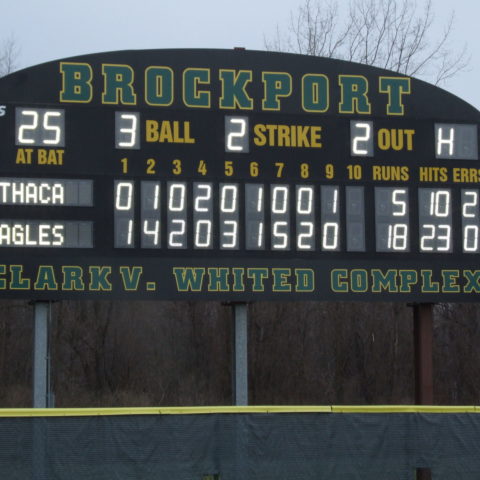 BROCKPORT
25 3 BALL 2 STRIKE 2 OUT H
AT BAT 1 2 3 4 5 6 7 8 9 10 RUNS HITS ERRS
THACA 0 1 0 2 0 1 0 0 1 5 10 2
AGLES 1 4 2 0 3 1 5 2 0 18 23 0
CLARK V. WHITED COMPLEX